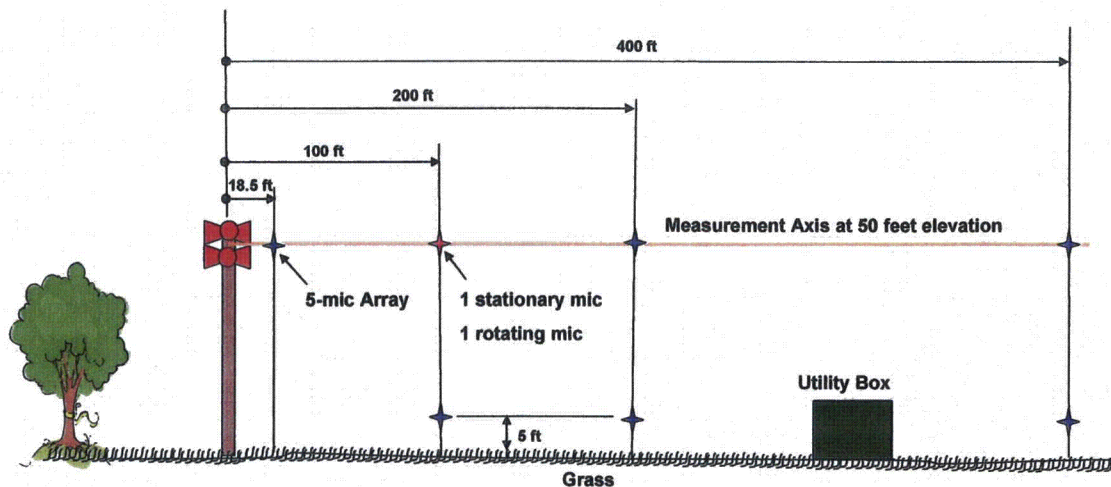 400 ft
200 ft
100 ft
18.5 ft
Measurement Axis at 50 feet elevation
5-mic Array
1 stationary mic
1 rotating mic
Utility Box
5 ft
Grass